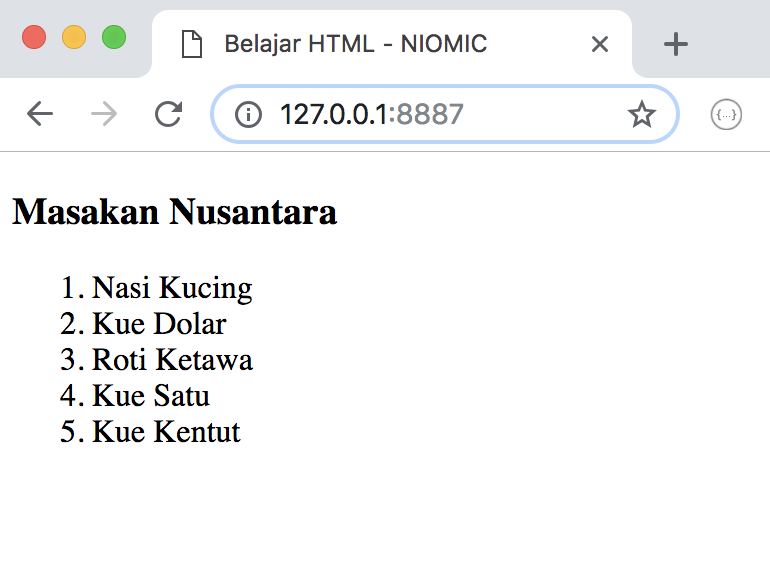 Belajar HTML - NIOMIC
127.0.0.1:8887
{...}
Masakan Nusantara
1. Nasi Kucing
2. Kue Dolar
3. Roti Ketawa
4. Kue Satu
5. Kue Kentut